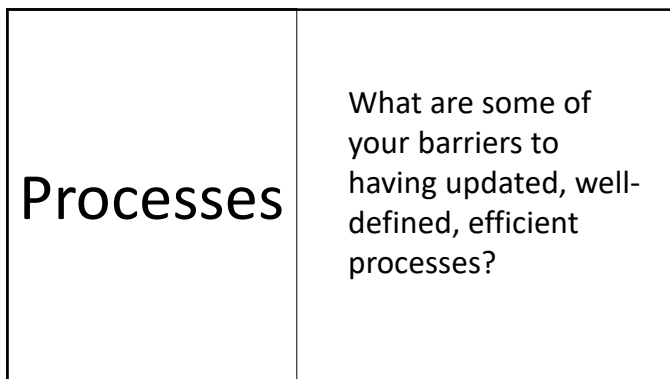 Processes
What are some of
your barriers to
having updated, well-
defined, efficient
processes?